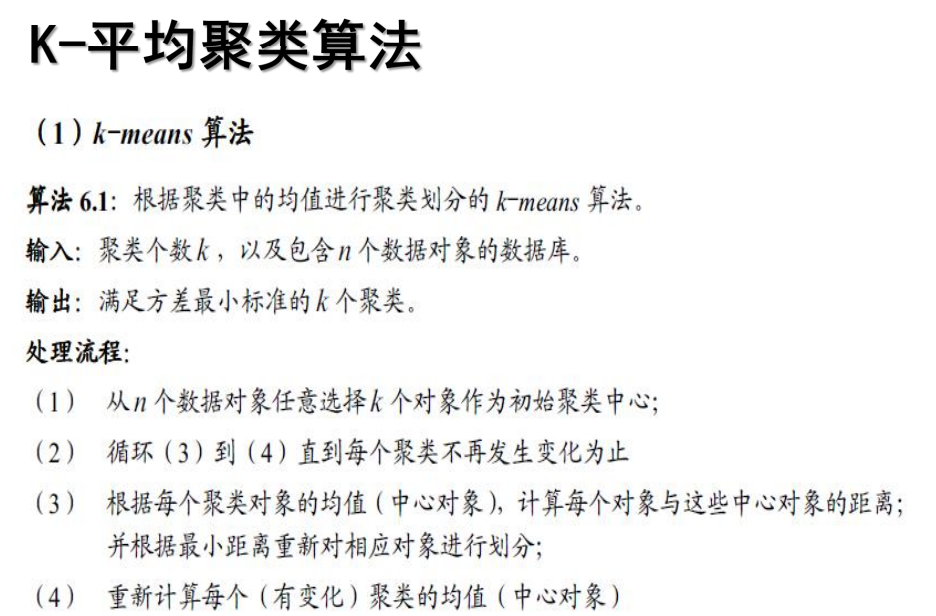 K-平均聚类算法
（1）k-means 算法
算法 6.1：根据聚类中的均值进行聚类划分的 k-means 算法。
输入：聚类个数k，以及包含n个数据对象的数据库。
输出：满足方差最小标准的k个聚类。
处理流程：
（1） 从n个数据对象任意选择k个对象作为初始聚类中心；
（2） 循环（3）到（4）直到每个聚类不再发生变化为止
（3） 根据每个聚类对象的均值（中心对象），计算每个对象与这些中心对象的距离；
并根据最小距离重新对相应对象进行划分；
（4） 重新计算每个（有变化）聚类的均值（中心对象）